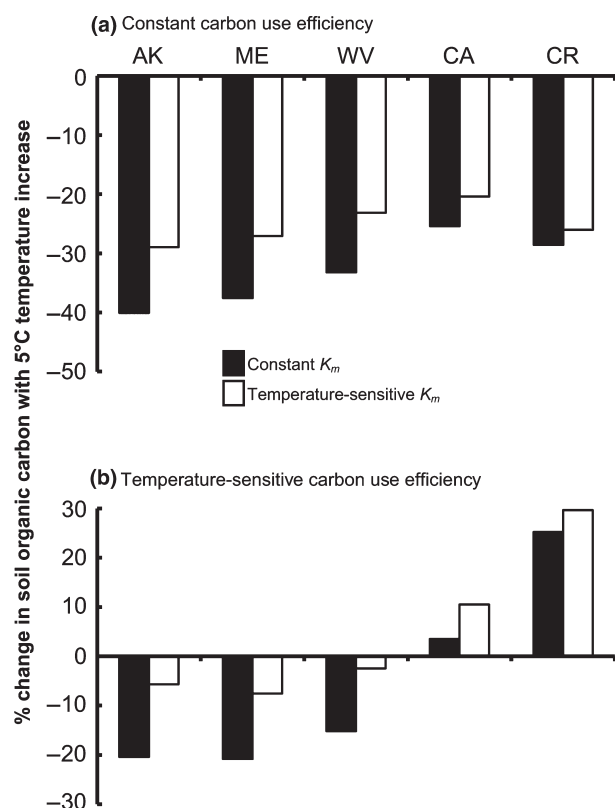 (a) Constant carbon use efficiency
AK ME WV CA CR
0
–10
–20
–30
–40
–50
Constant Km
Temperature-sensitive Km
% change in soil organic carbon with 5°C temperature increase
(b) Temperature-sensitive carbon use efficiency
30
20
10
0
–10
–20
–30